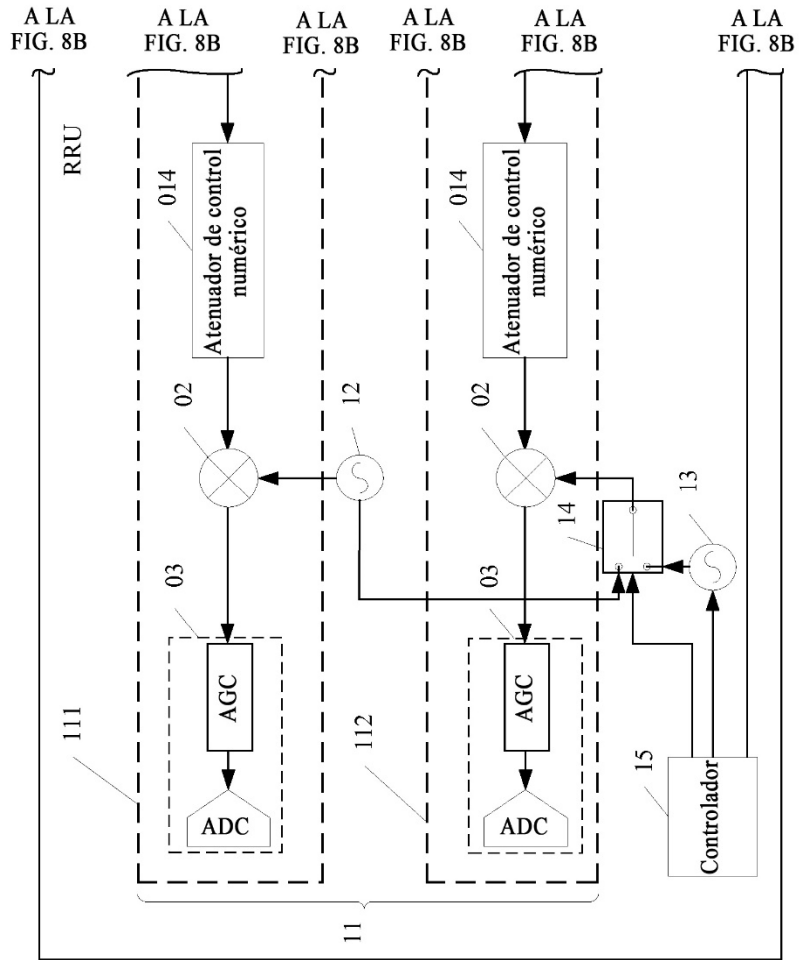 A LA
FIG. 8B
A LA
FIG. 8B
A LA
FIG. 8B
A LA
FIG. 8B
A LA
FIG. 8B
A LA
FIG. 8B
RRU
014
Atenuador de control
numérico
02
03
AGC
ADC
111
12
014
Atenuador de control
numérico
02
03
AGC
ADC
112
11
14
13
15
Controlador